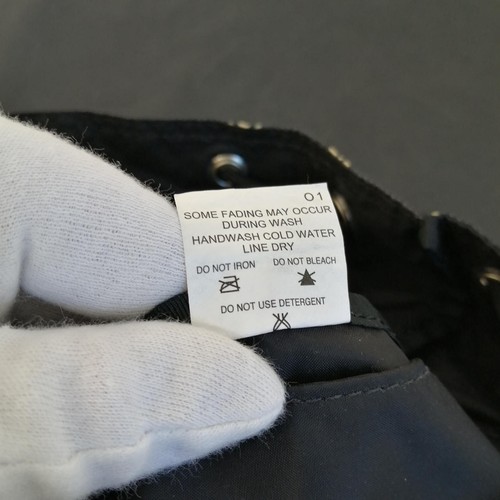 01
SOME FADING MAY OCCUR
DURING WASH
HANDWASH COLD WATER
LINE DRY
DO NOT IRON DO NOT BLEACH
DO NOT USE DETERGENT